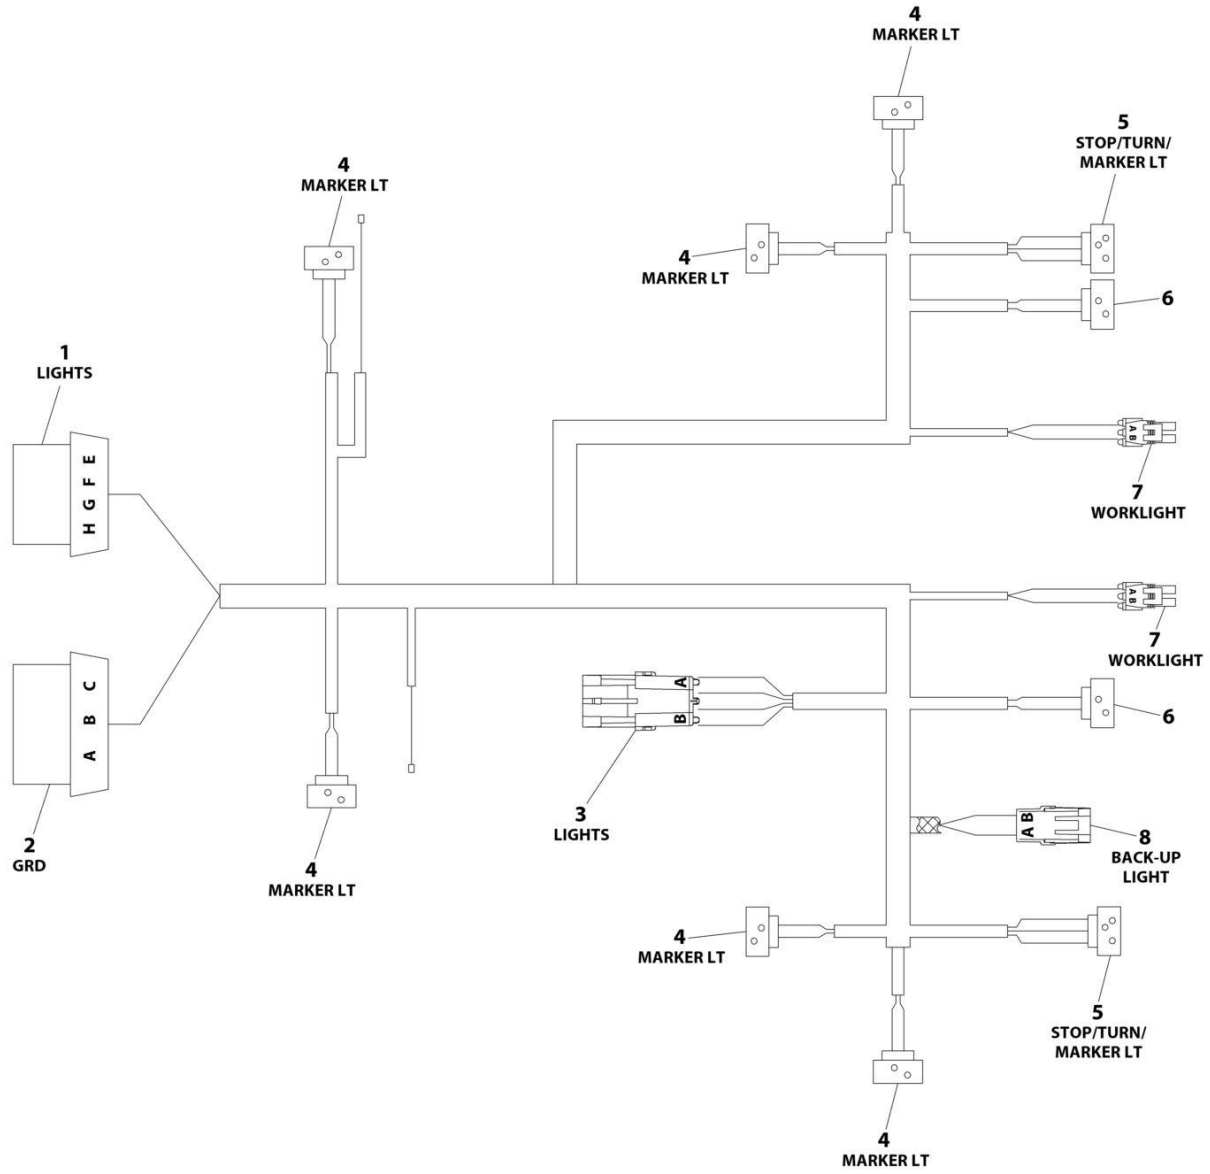 4
MARKER LT
5
STOP/TURN/
MARKER LT
4
MARKER LT
4
MARKER LT
6
1
LIGHTS
E
F
G
H
A
B
7
WORKLIGHT
A
B
7
WORKLIGHT
C
B
A
2
GRD
A
B
3
LIGHTS
6
B
A
8
BACK-UP
LIGHT
4
MARKER LT
4
MARKER LT
5
STOP/TURN/
MARKER LT
4
MARKER LT